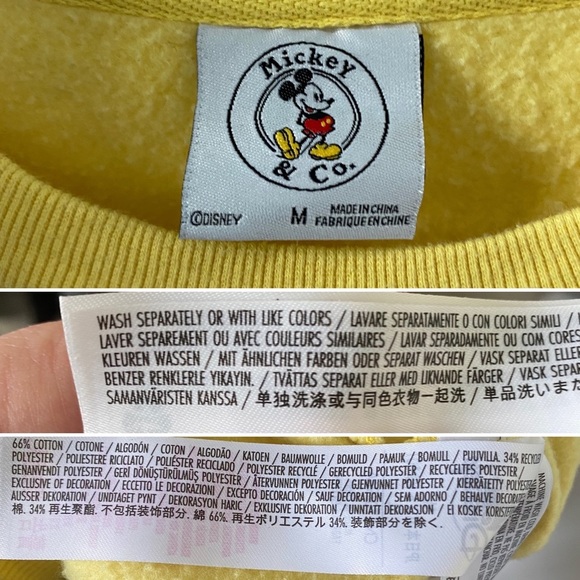 Mickey
& Co.
©DISNEY M MADE IN CHINA
FABRIQUE EN CHINE
WASH SEPARATELY OR WITH LIKE COLORS / LAVARE SEPARATAMENTE O CON COLORI SIMILI /
LAVER SEPAREMENT OU AVEC COULEURS SIMILAIRES / LAVAR SEPARADAMENTE OU COM CORES
KLEUREN WASSEN / MIT ÄHNLICHEN FARBEN ODER SEPARAT WASCHEN / VASK SEPARAT ELLER
BENZER RENKLERLE YIKAYIN. / TVÄTTAS SEPARAT ELLER MED LIKNANDE FÄRGER / VASK SEPAR
SAMANVÄRISTEN KANSSA / 单独洗涤或与同色衣物一起洗 / 単品洗いま
66% COTTON / COTONE / ALGODÓN / COTON / ALGODÃO / KATOEN / BAUMWOLLE / BOMULD / PAMUK / BOMULL / PUUVILLA. 34% RECYCLED
POLYESTER / POLIESTERE RICICLATO / POLIÉSTER RECICLADO / POLYESTER RECYCLÉ / GERECYCLED POLYESTER / RECYCELTES POLYESTER /
GENANVENDT POLYESTER / GERİ DÖNÜŞTÜRÜLMÜŞ POLYESTER / ÅTERVUNNEN POLYESTER / GJENVUNNET POLYESTER / KIERRÄTETTY POLYESTERI
EXCLUSIVE OF DECORATION / ECCETTO LE DECORAZIONI / EXCEPTO DECORACIÓN / SAUF DÉCORATION / SEM ADORNO / BEHALVE DECORATIE
AUSSER DEKORATION / UNDTAGET PYNT / DEKORASYON HARIC / EXKLUSIVE DEKORATION / UNNTATT DEKORASJON / EI KOSKE KORISTEITA
棉. 34% 再生聚酯. 不包括装饰部分. 綿 66%. 再生ポリエステル 34%. 装飾部分を除く.